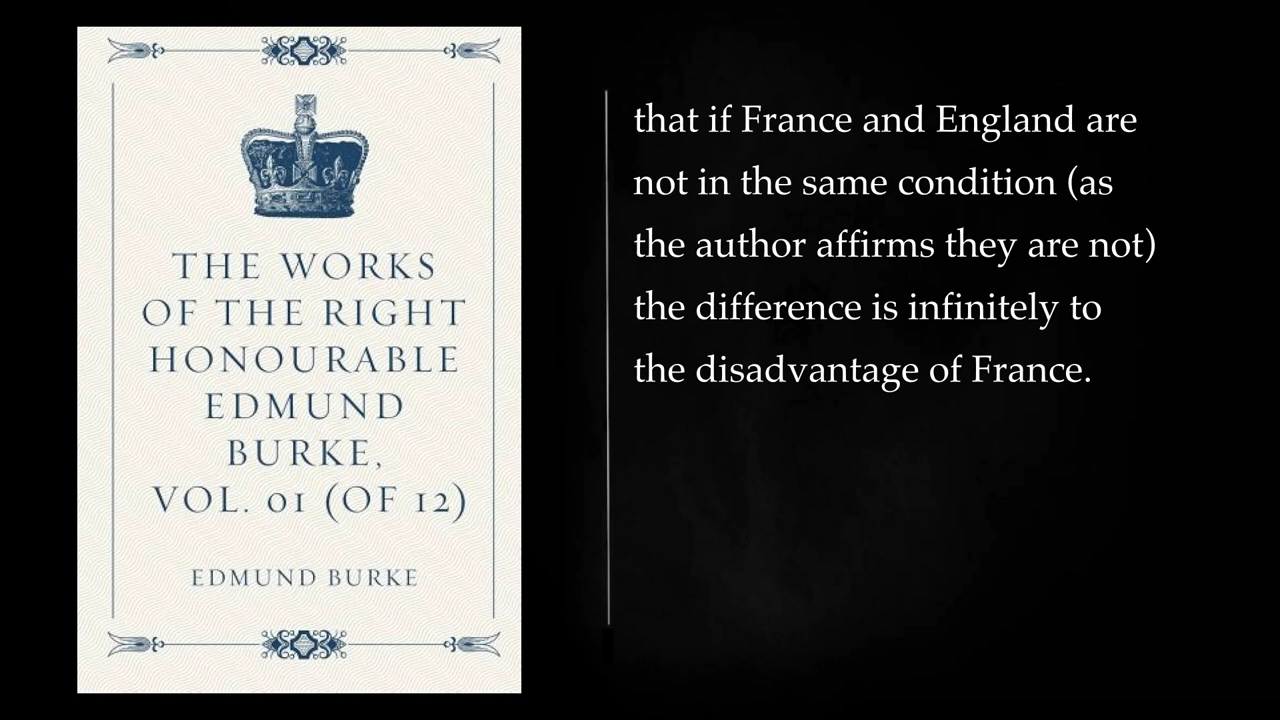 THE WORKS
OF THE RIGHT
HONOURABLE
EDMUND
BURKE,
VOL. 01 (OF 12)
EDMUND BURKE
that if France and England are
not in the same condition (as
the author affirms they are not)
the difference is infinitely to
the disadvantage of France.